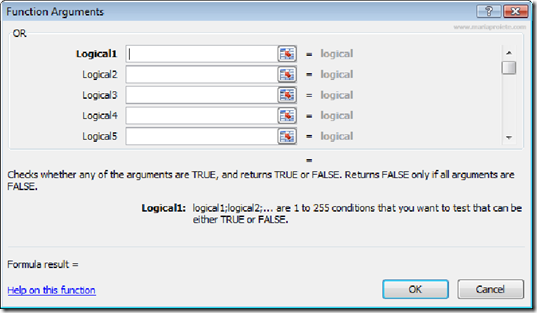 Function Arguments
OR
Logical1 = logical
Logical2 = logical
Logical3 = logical
Logical4 = logical
Logical5 = logical
=
Checks whether any of the arguments are TRUE, and returns TRUE or FALSE. Returns FALSE only if all arguments are
FALSE.
Logical1: logical1;logical2;... are 1 to 255 conditions that you want to test that can be
either TRUE or FALSE.
Formula result =
Help on this function
OK Cancel